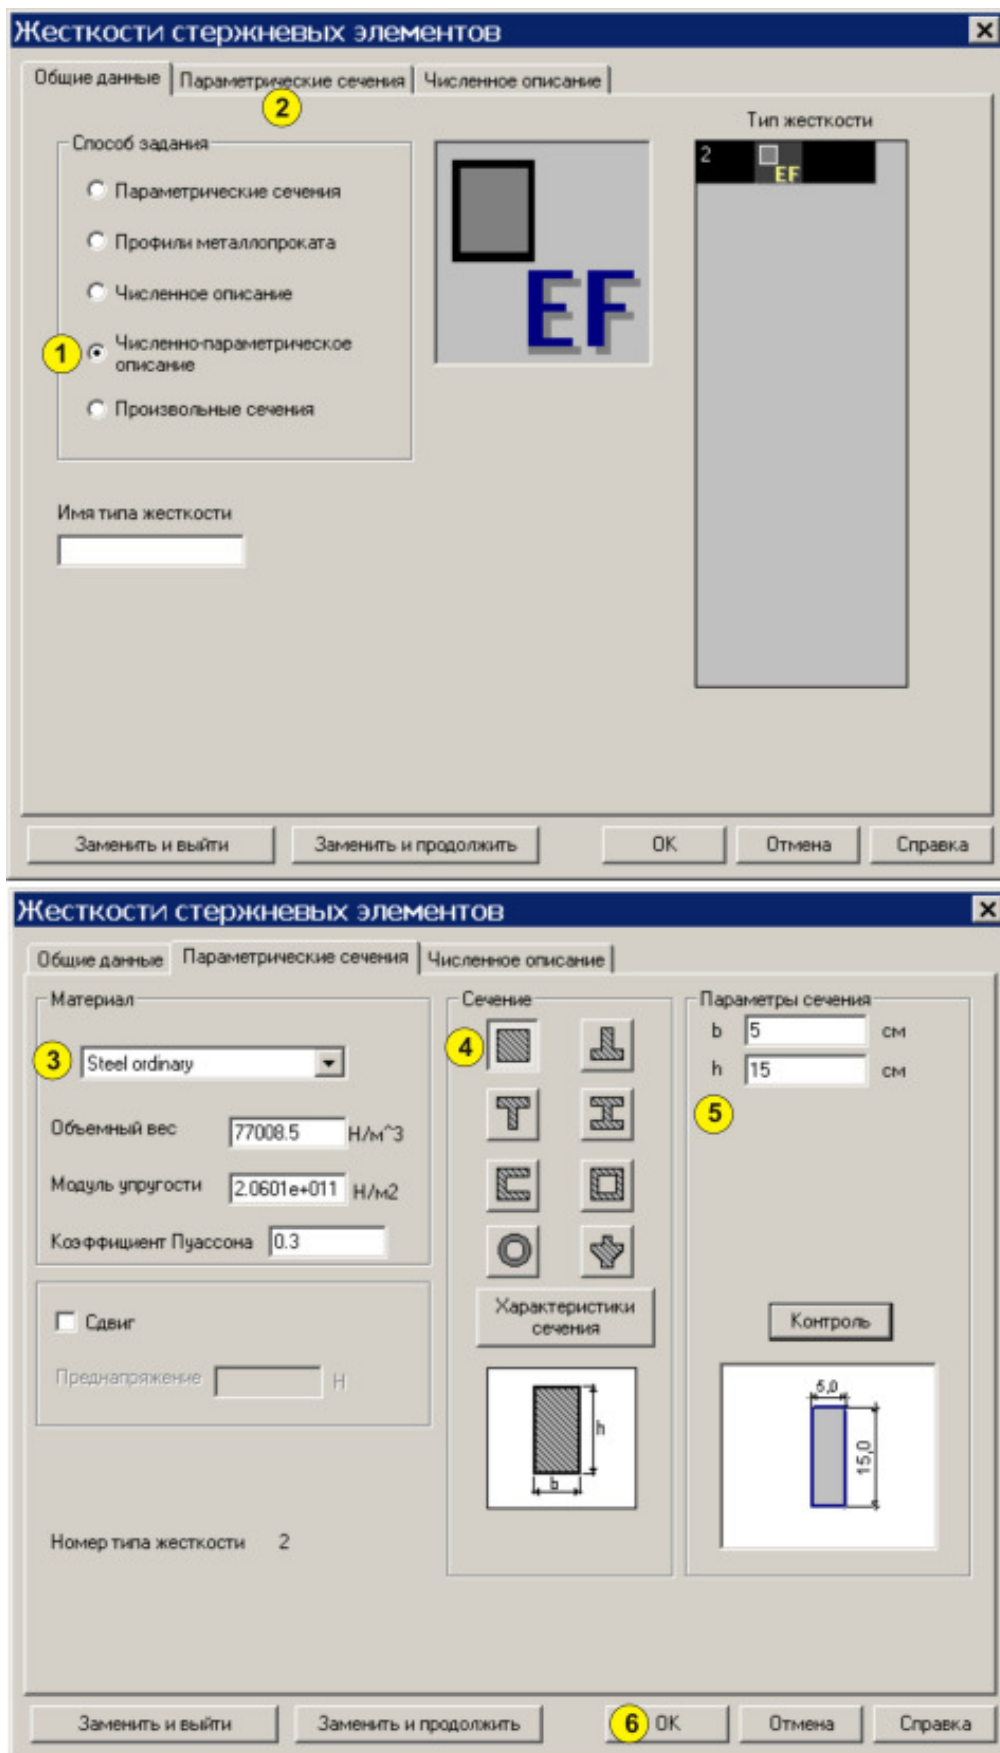 Жесткости стержневых элементов
Общие данные Параметрические сечения Численное описание
2
Способ задания
Параметрические сечения
Профили металлопроката
Численное описание
1 Численно-параметрическое
описание
Произвольные сечения
EF
Тип жесткости
2 EF
Имя типа жесткости
Заменить и выйти Заменить и продолжить OK Отмена Справка
Жесткости стержневых элементов
Общие данные Параметрические сечения Численное описание
Материал
3 Steel ordinary
Объемный вес 77008.5 Н/м^3
Модуль упругости 2.0601e+011 Н/м2
Коэффициент Пуассона 0.3
Сдвиг
Преднапряжение Н
Номер типа жесткости 2
Сечение
4
Характеристики
сечения
h
b
Параметры сечения
b 5 см
h 15 см
5
Контроль
5,0
15,0
Заменить и выйти Заменить и продолжить 6 OK Отмена Справка